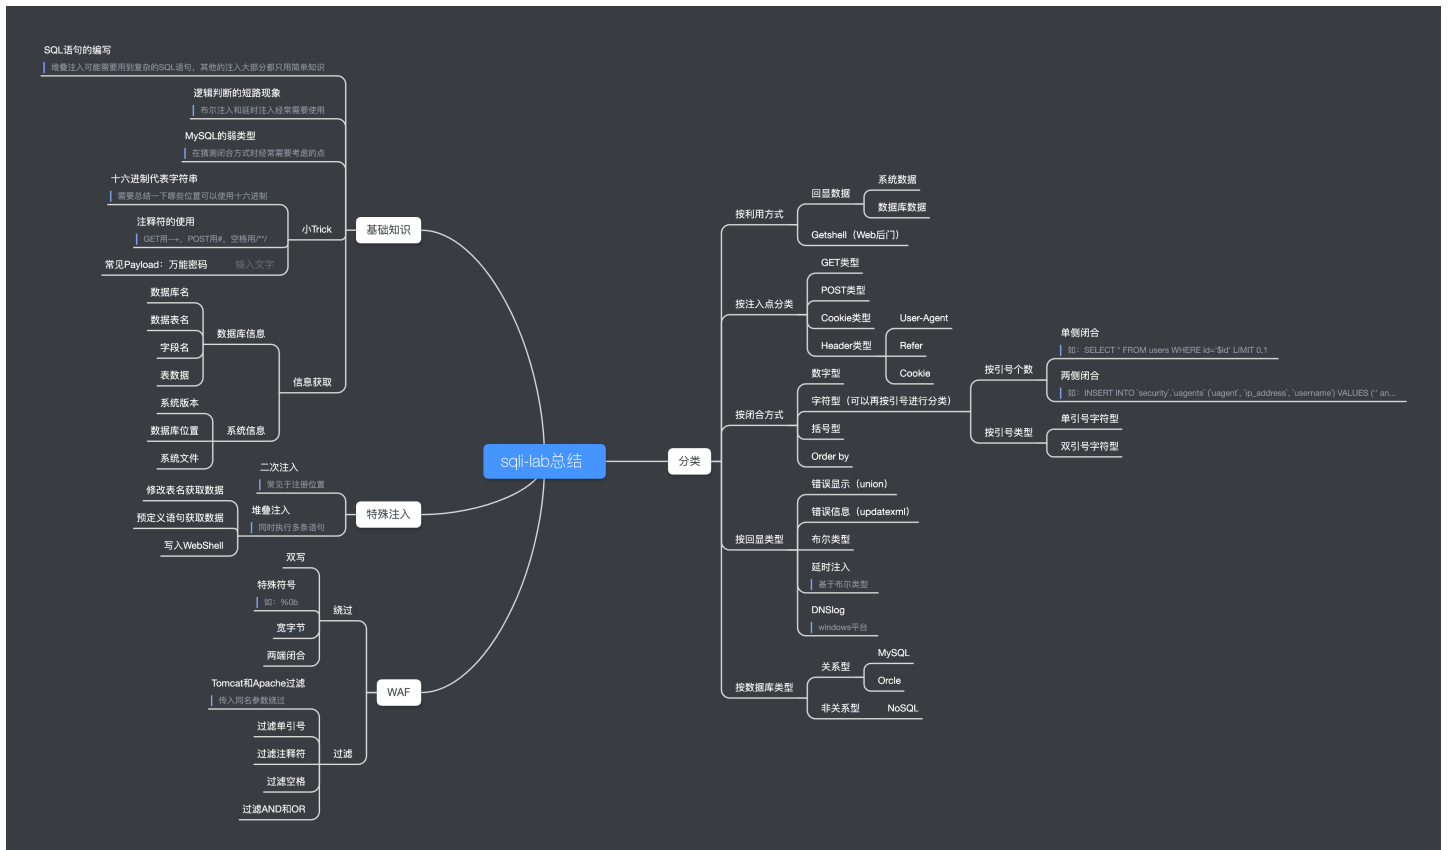 sqli-lab总结
基础知识
SQL语句的编写
堆叠注入可能需要用到复杂的SQL语句，其他的注入大部分都只用简单知识
逻辑判断的短路现象
布尔注入和延时注入经常需要使用
MySQL的弱类型
在猜测闭合方式时经常需要考虑的点
小Trick
十六进制代表字符串
需要总结一下哪些位置可以使用十六进制
注释符的使用
GET用--+，POST用#，空格用/**/
常见Payload：万能密码
输入文字
信息获取
数据库信息
数据库名
数据表名
字段名
表数据
系统信息
系统版本
数据库位置
系统文件
特殊注入
二次注入
常见于注册位置
堆叠注入
同时执行多条语句
修改表名获取数据
预定义语句获取数据
写入WebShell
WAF
绕过
双写
特殊符号
如：%0b
宽字节
两端闭合
过滤
Tomcat和Apache过滤
传入同名参数绕过
过滤单引号
过滤注释符
过滤空格
过滤AND和OR
分类
按利用方式
回显数据
系统数据
数据库数据
Getshell（Web后门）
按注入点分类
GET类型
POST类型
Cookie类型
Header类型
User-Agent
Refer
Cookie
按闭合方式
数字型
字符型（可以再按引号进行分类）
按引号个数
单侧闭合
如：SELECT * FROM users WHERE id='$id' LIMIT 0,1
两侧闭合
如：INSERT INTO `security`.`uagents` (`uagent`, `ip_address`, `username`) VALUES ('' an...
按引号类型
单引号字符型
双引号字符型
括号型
Order by
按回显类型
错误显示（union）
错误信息（updatexml）
布尔类型
延时注入
基于布尔类型
DNSlog
windows平台
按数据库类型
关系型
MySQL
Orcle
非关系型
NoSQL